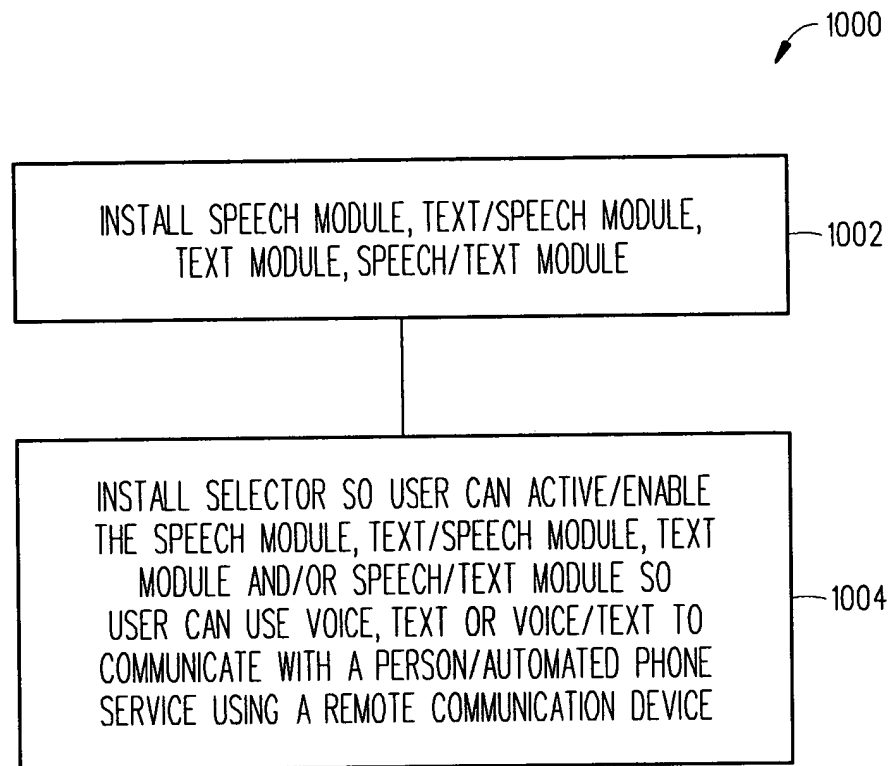 1000
INSTALL SPEECH MODULE, TEXT/SPEECH MODULE,
TEXT MODULE, SPEECH/TEXT MODULE
1002
INSTALL SELECTOR SO USER CAN ACTIVE/ENABLE
THE SPEECH MODULE, TEXT/SPEECH MODULE, TEXT
MODULE AND/OR SPEECH/TEXT MODULE SO
USER CAN USE VOICE, TEXT OR VOICE/TEXT TO
COMMUNICATE WITH A PERSON/AUTOMATED PHONE
SERVICE USING A REMOTE COMMUNICATION DEVICE
1004